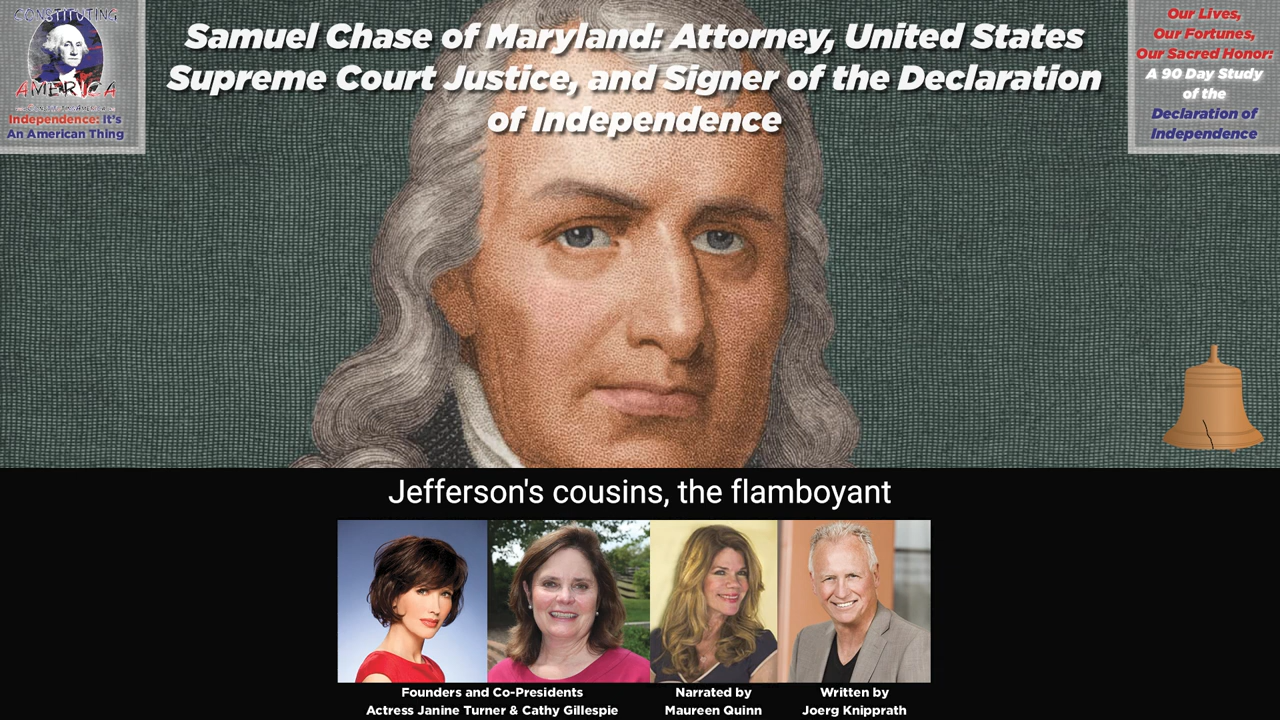 CONSTITUTING
AMERICA
Independence: It's
An American Thing
Samuel Chase of Maryland: Attorney, United States
Supreme Court Justice, and Signer of the Declaration
of Independence
Our Lives,
Our Fortunes,
Our Sacred Honor:
A 90 Day Study
of the
Declaration of
Independence
Jefferson's cousins, the flamboyant
Founders and Co-Presidents
Actress Janine Turner & Cathy Gillespie
Narrated by
Maureen Quinn
Written by
Joerg Knipprath